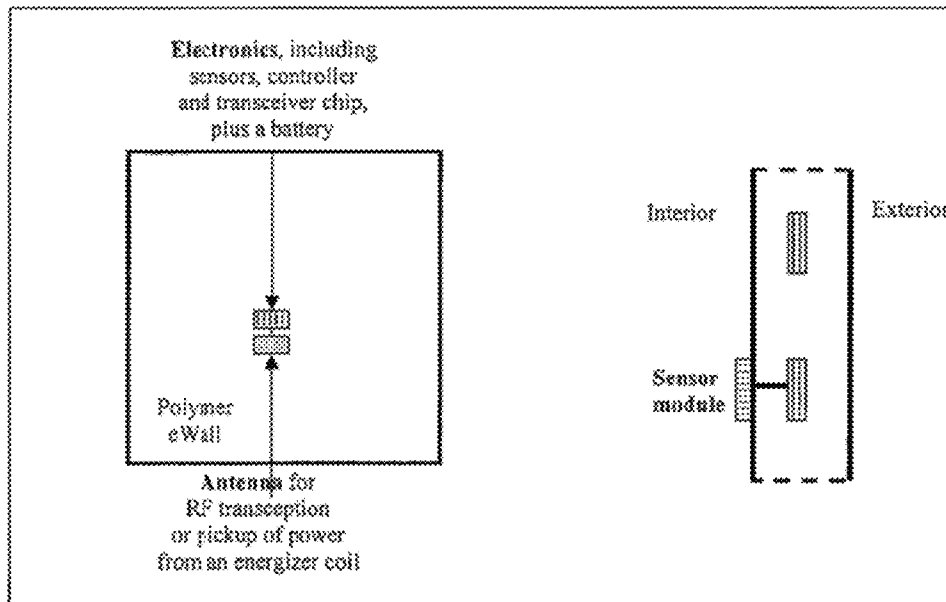 Electronics, including
sensors, controller
and transceiver chip,
plus a battery
Polymer
eWall
Antenna for
RF transception
or pickup of power
from an energizer coil
Interior
Exterior
Sensor
module